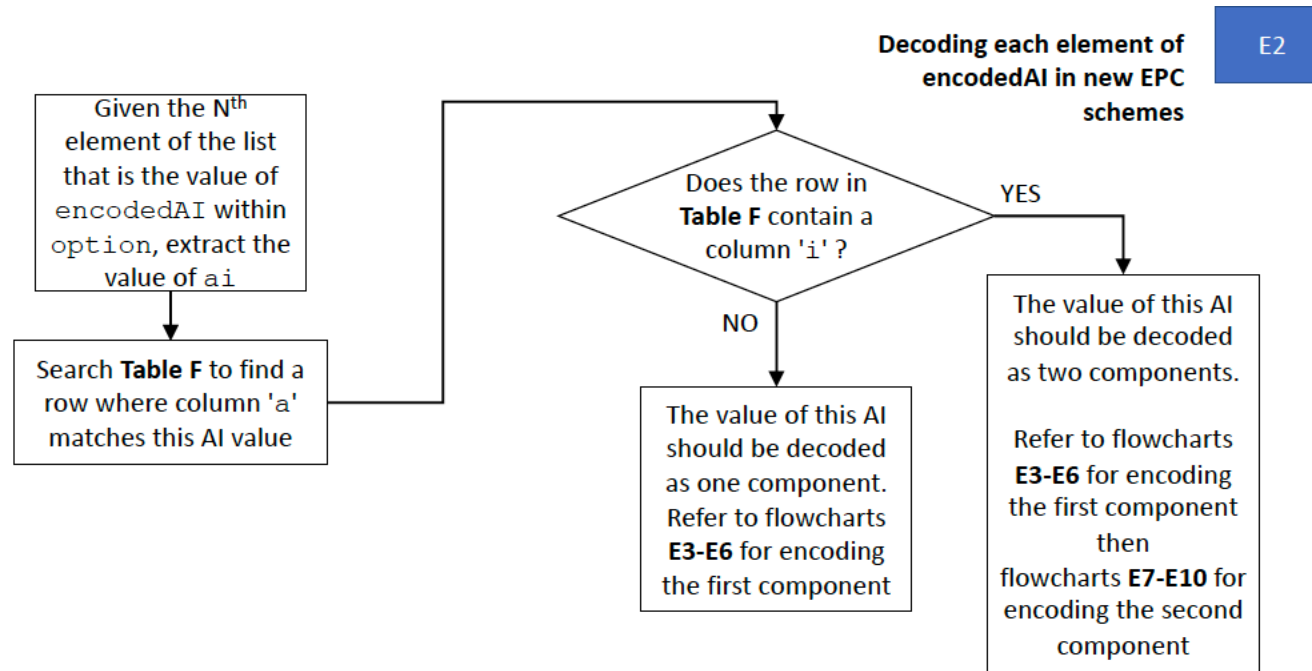 Decoding each element of
encodedAI in new EPC
schemes
E2
Given the Nth
element of the list
that is the value of
encodedAI within
option, extract the
value of ai
Search Table F to find a
row where column 'a'
matches this AI value
Does the row in
Table F contain a
column 'i' ?
YES
NO
The value of this AI
should be decoded
as one component.
Refer to flowcharts
E3-E6 for encoding
the first component
The value of this AI
should be decoded
as two components.
Refer to flowcharts
E3-E6 for encoding
the first component
then
flowcharts E7-E10 for
encoding the second
component